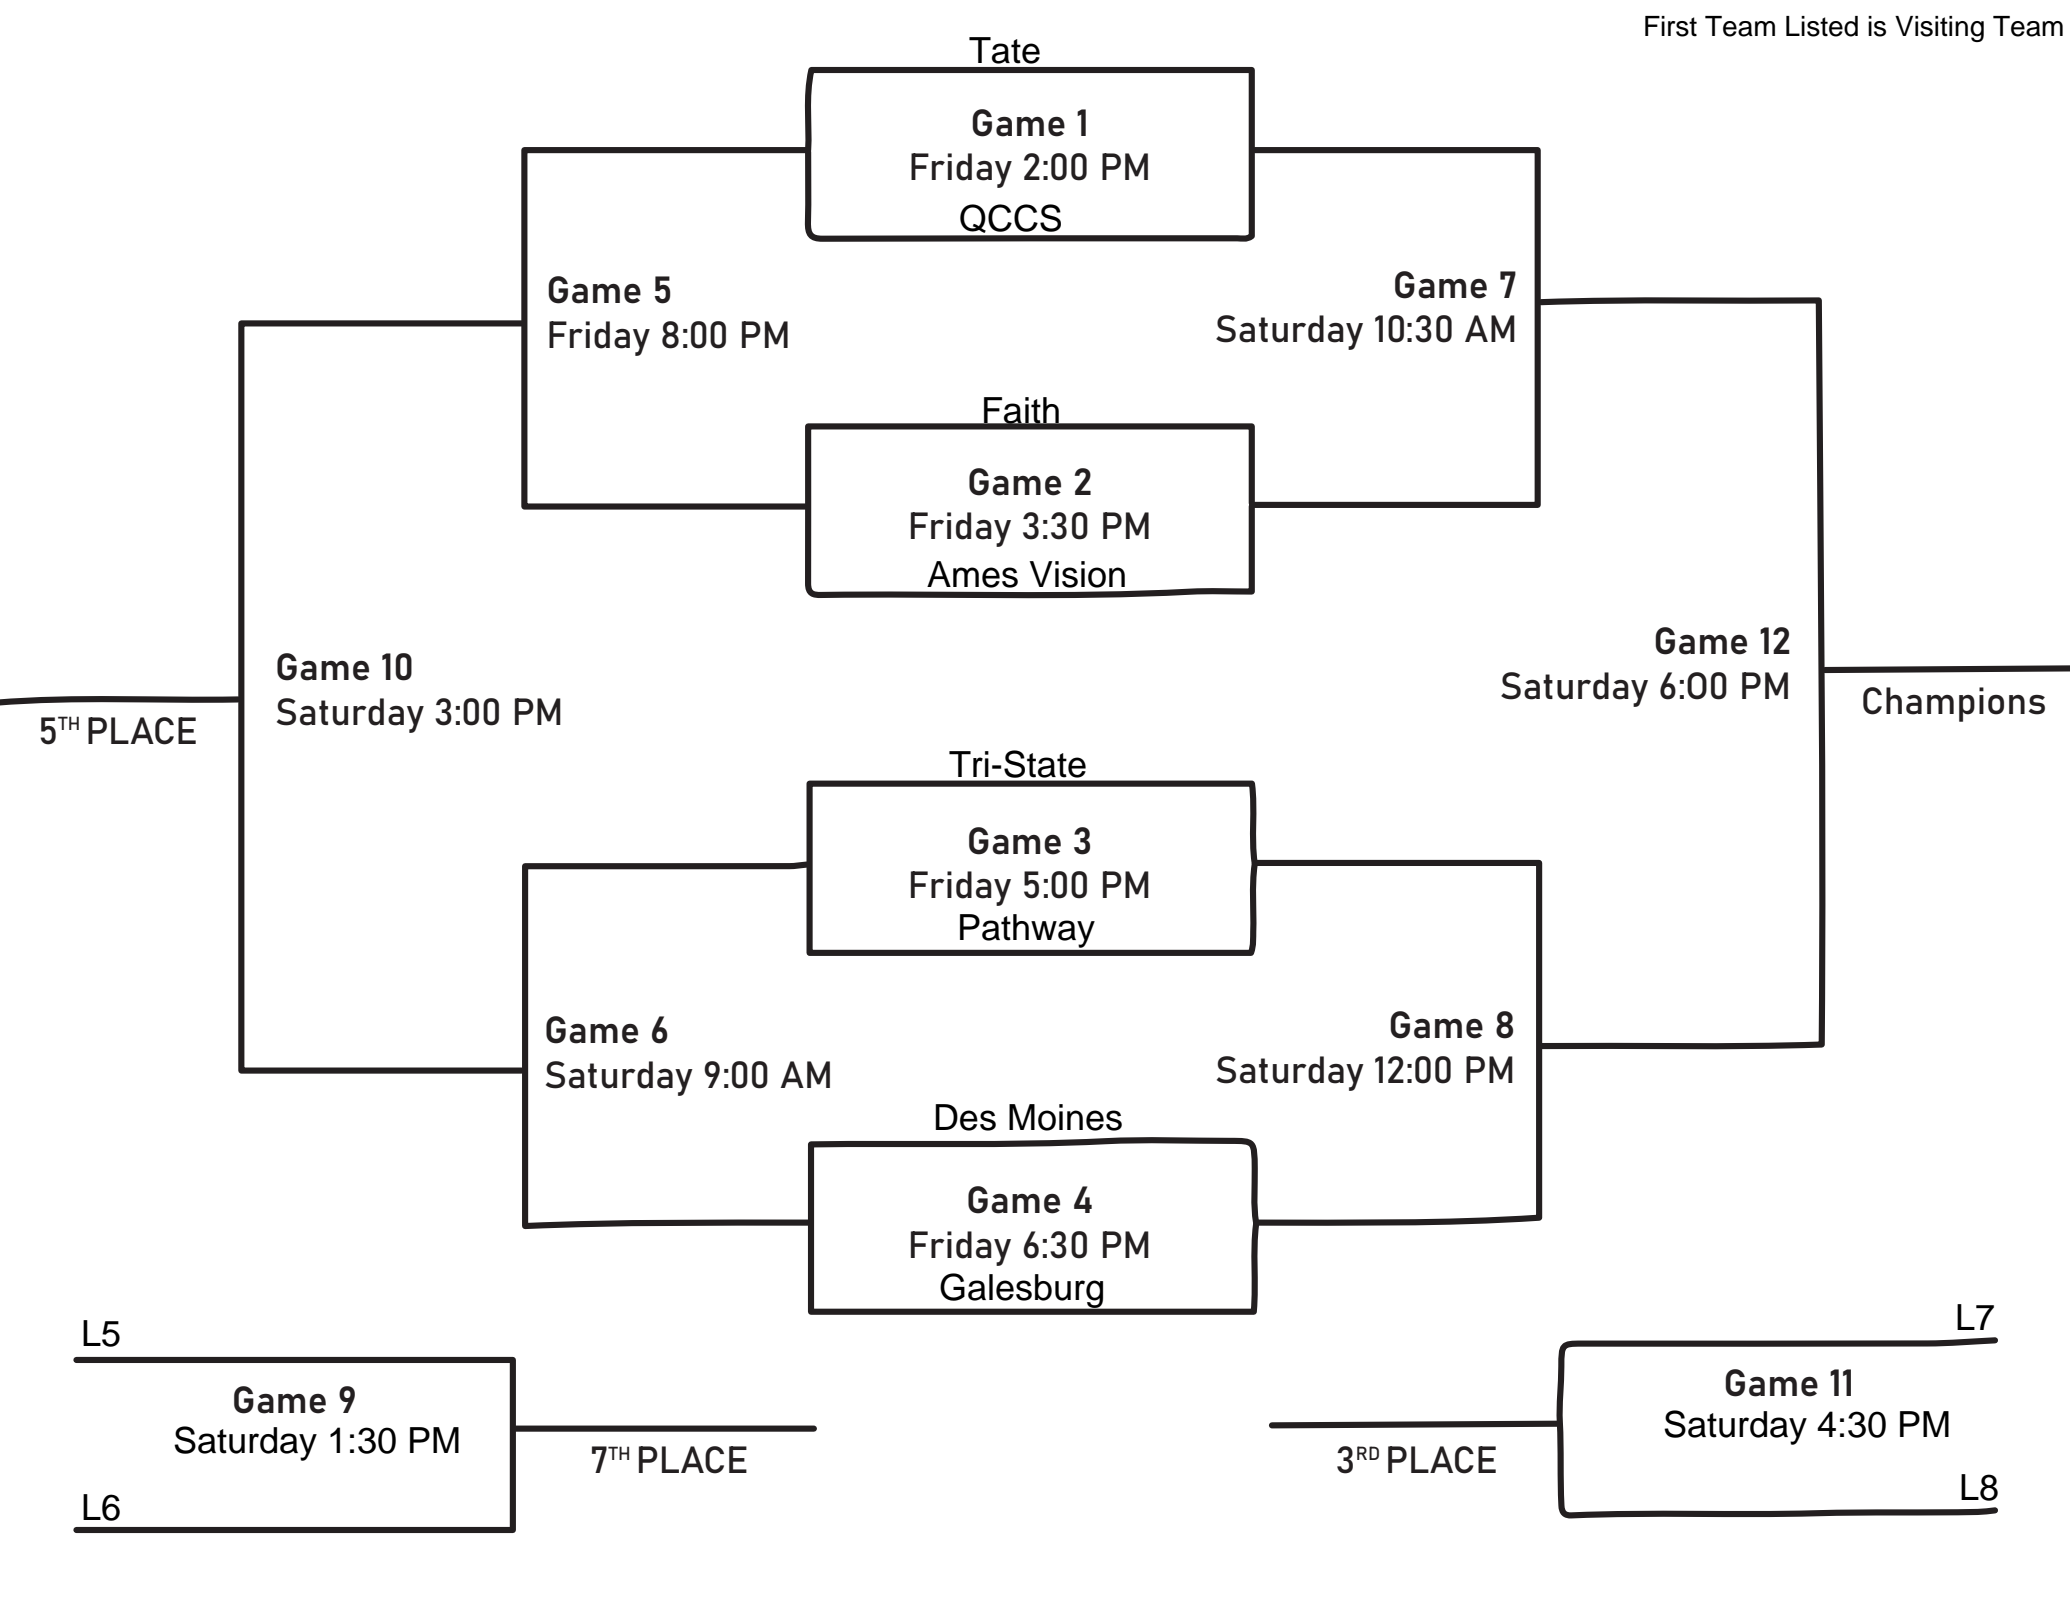 First Team Listed is Visiting Team
Tate
Game 1
Friday 2:00 PM
QCCS
Game 5
Friday 8:00 PM
Game 7
Saturday 10:30 AM
Faith
Game 2
Friday 3:30 PM
Ames Vision
Game 10
Saturday 3:00 PM
5TH PLACE
Game 12
Saturday 6:00 PM
Champions
Tri-State
Game 3
Friday 5:00 PM
Pathway
Game 6
Saturday 9:00 AM
Game 8
Saturday 12:00 PM
Des Moines
Game 4
Friday 6:30 PM
Galesburg
L5
Game 9
Saturday 1:30 PM
L6
7TH PLACE
L7
Game 11
Saturday 4:30 PM
L8
3RD PLACE